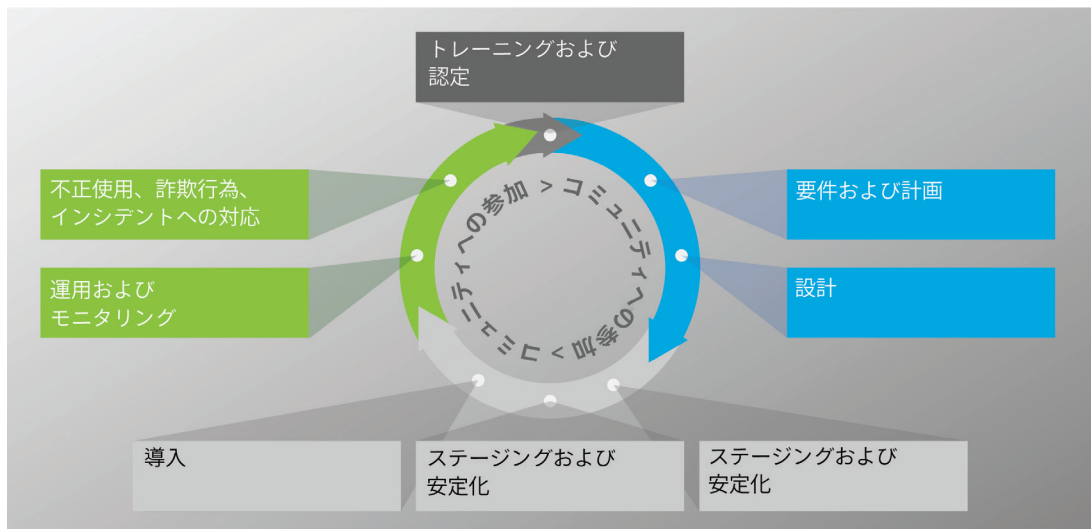 トレーニングおよび
認定
不正使用、詐欺行為、
インシデントへの対応
要件および計画
運用および
モニタリング
設計
コミュニティへの参加 > コミュニティへの参加 >
導入
ステージングおよび
安定化
ステージングおよび
安定化